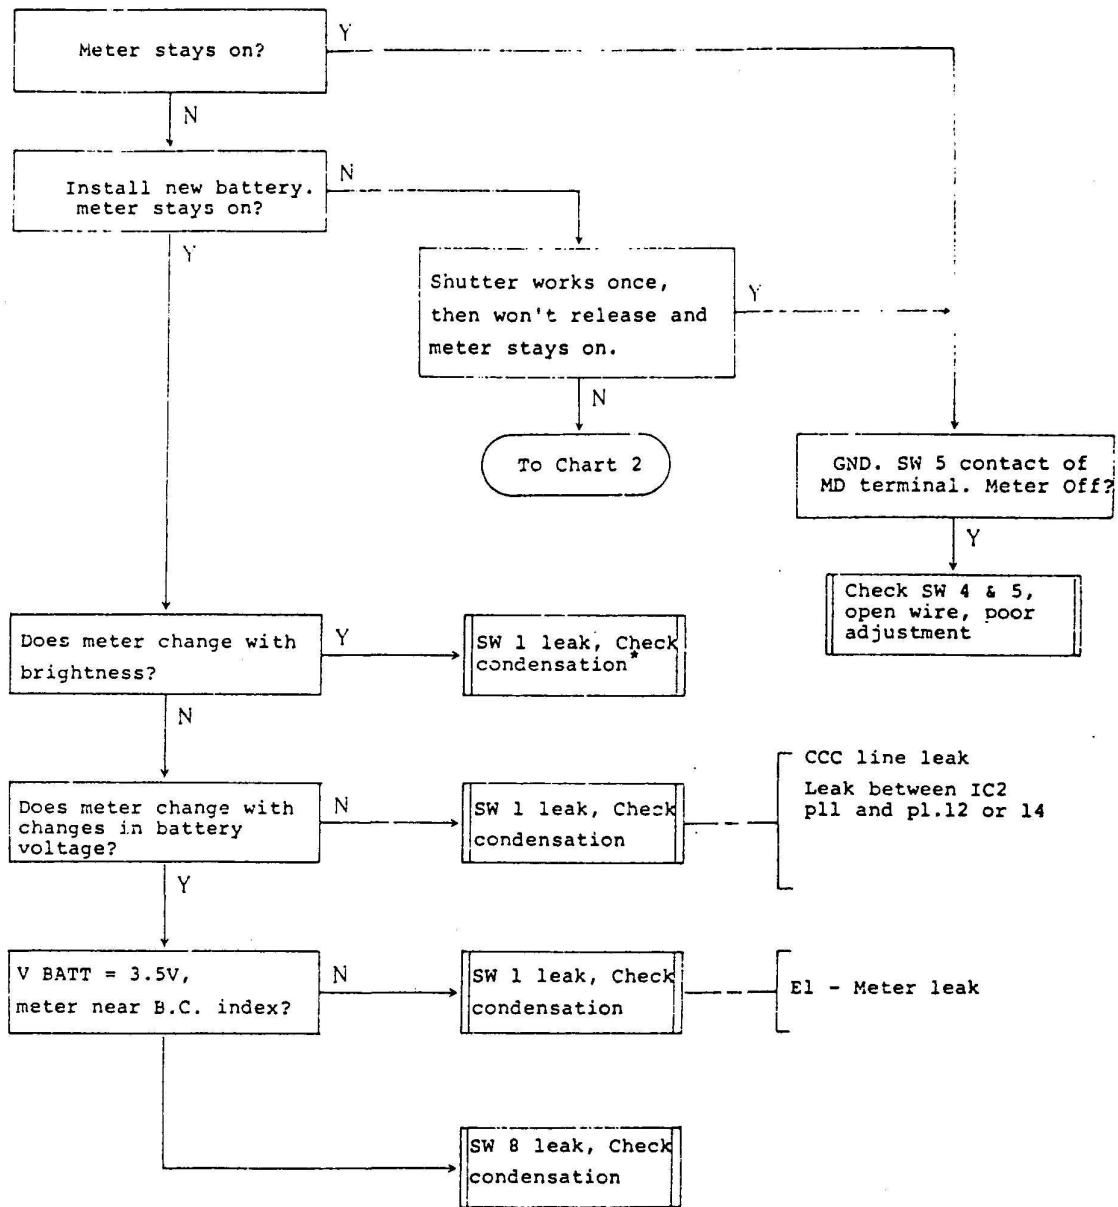 Meter stays on?
Y
N
Install new battery.
meter stays on?
N
Y
Shutter works once,
then won't release and
meter stays on.
Y
N
To Chart 2
GND. SW 5 contact of
MD terminal. Meter Off?
Y
Check SW 4 & 5,
open wire, poor
adjustment
Does meter change with
brightness?
Y
N
SW 1 leak, Check
condensation*
Does meter change with
changes in battery
voltage?
N
Y
SW 1 leak, Check
condensation
CCC line leak
Leak between IC2
p11 and p1.12 or 14
V BATT = 3.5V,
meter near B.C. index?
N
SW 1 leak, Check
condensation
E1 - Meter leak
SW 8 leak, Check
condensation